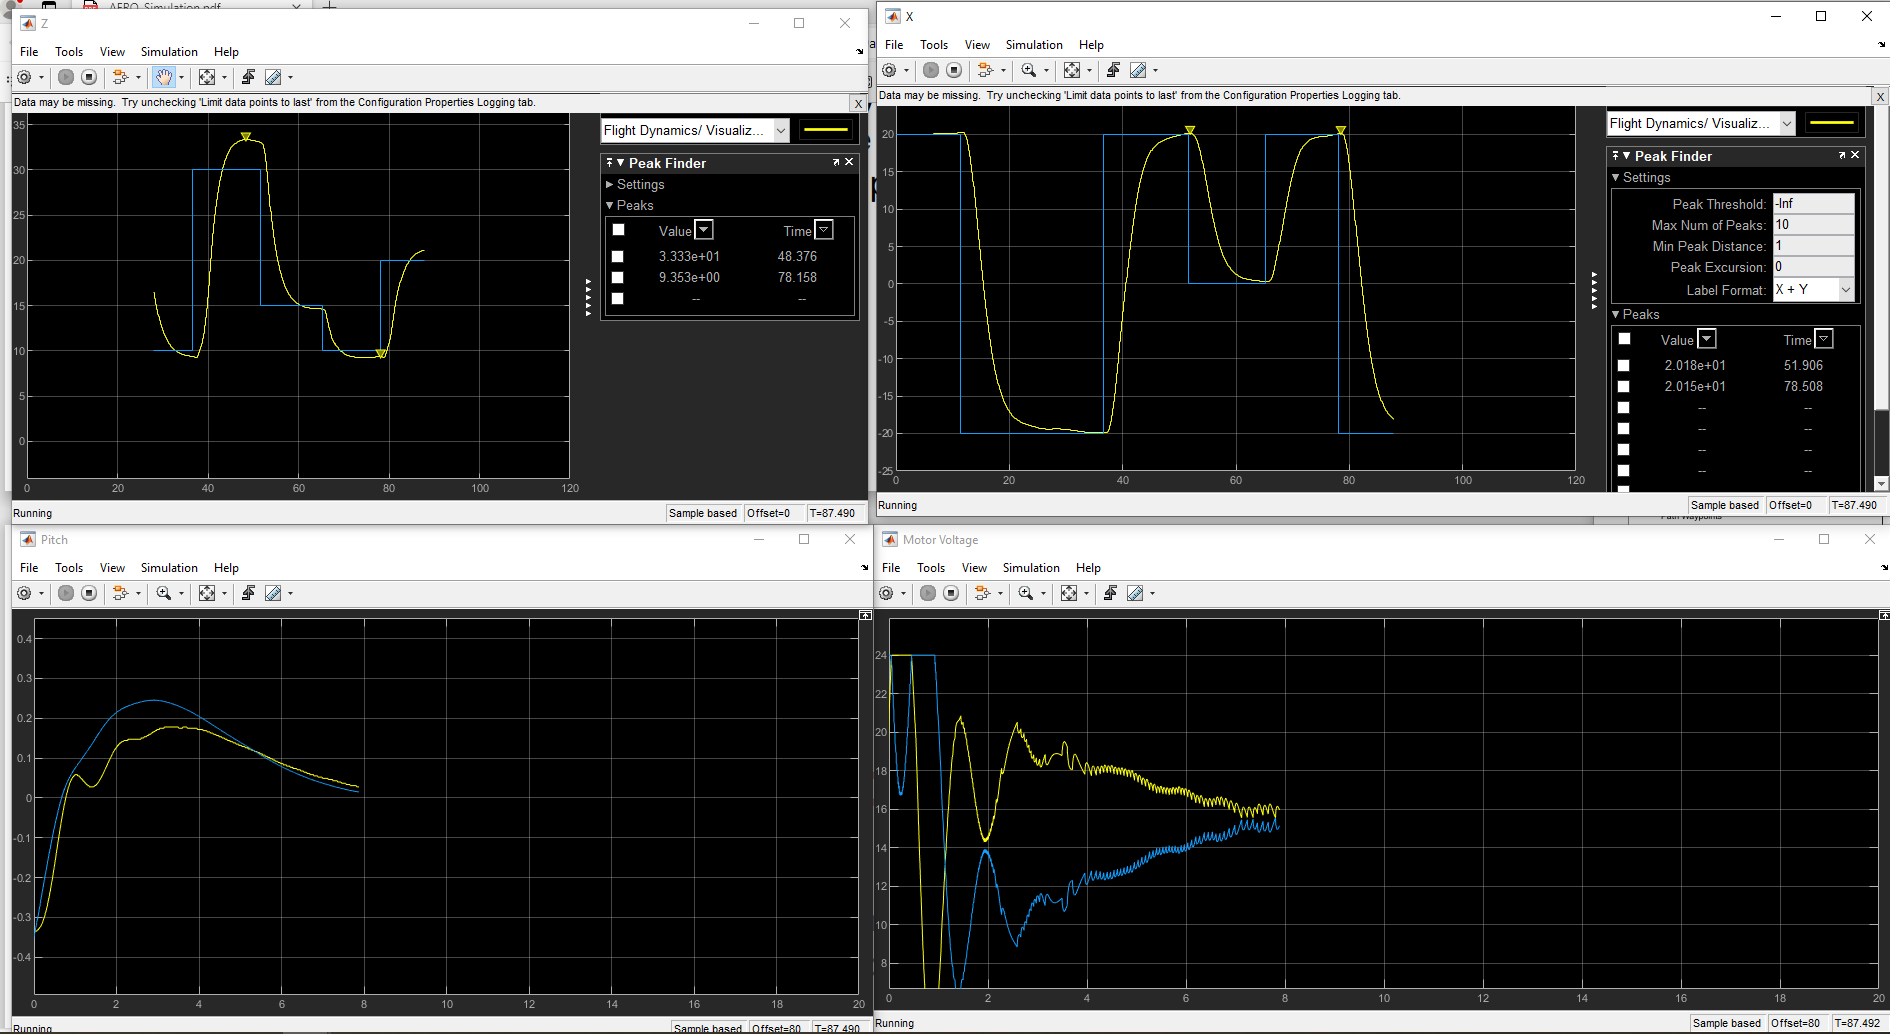 AERO_Simulation.pdf
Z
File Tools View Simulation Help
Data may be missing. Try unchecking 'Limit data points to last' from the Configuration Properties Logging tab.
X
35
30
25
20
15
10
5
0
0 20 40 60 80 100 120
Flight Dynamics/ Visualiz...
Peak Finder
Settings
Peaks
Value Time
3.333e+01 48.376
9.353e+00 78.158
-- --
Running
Sample based Offset=0 T=87.490
X
File Tools View Simulation Help
Data may be missing. Try unchecking 'Limit data points to last' from the Configuration Properties Logging tab.
X
20
15
10
5
0
-5
-10
-15
-20
-25
0 20 40 60 80 100 120
Flight Dynamics/ Visualiz...
Peak Finder
Settings
Peak Threshold: -Inf
Max Num of Peaks: 10
Min Peak Distance: 1
Peak Excursion: 0
Label Format: X + Y
Peaks
Value Time
2.018e+01 51.906
2.015e+01 78.508
-- --
-- --
-- --
-- --
Running
Sample based Offset=0 T=87.490
Path Waypoints
Pitch
File Tools View Simulation Help
0.4
0.3
0.2
0.1
0
-0.1
-0.2
-0.3
-0.4
0 2 4 6 8 10 12 14 16 18 20
Running
Sample based Offset=80 T=87.490
Motor Voltage
File Tools View Simulation Help
24
22
20
18
16
14
12
10
8
0 2 4 6 8 10 12 14 16 18 20
Running
Sample based Offset=80 T=87.492